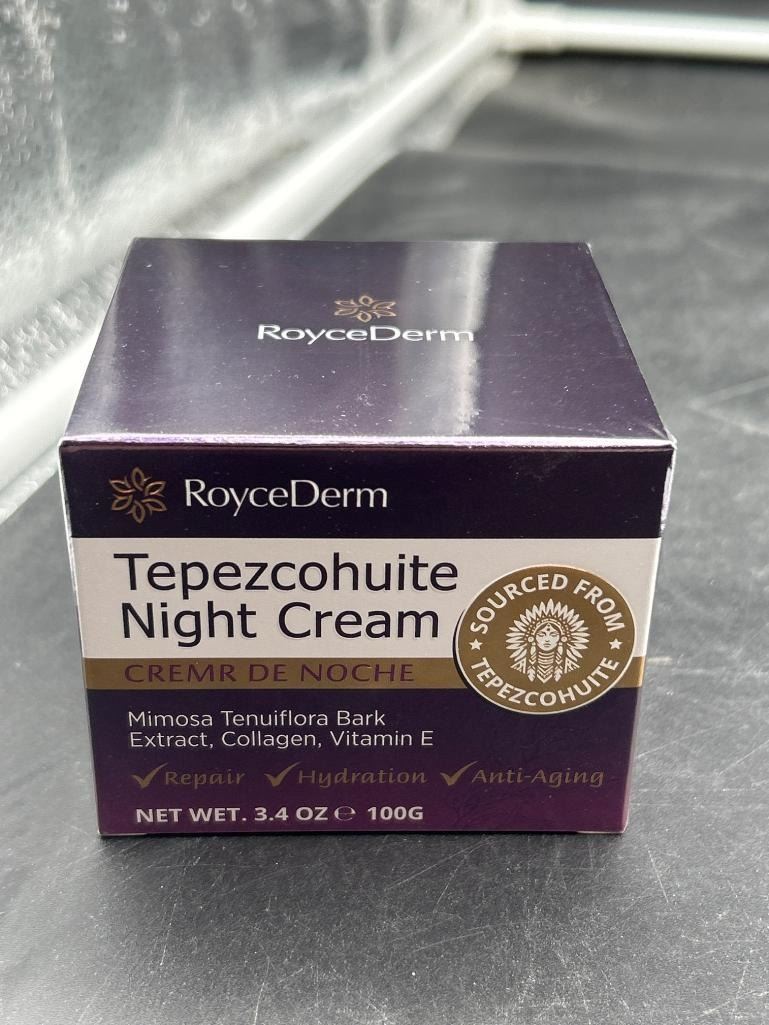 RoyceDerm
RoyceDerm
Tepezcohuite
Night Cream
CREMR DE NOCHE
SOURCED FROM
TEPEZCOHUITE
Mimosa Tenuiflora Bark
Extract, Collagen, Vitamin E
Repair Hydration Anti-Aging
NET WET. 3.4 OZ ℮ 100G